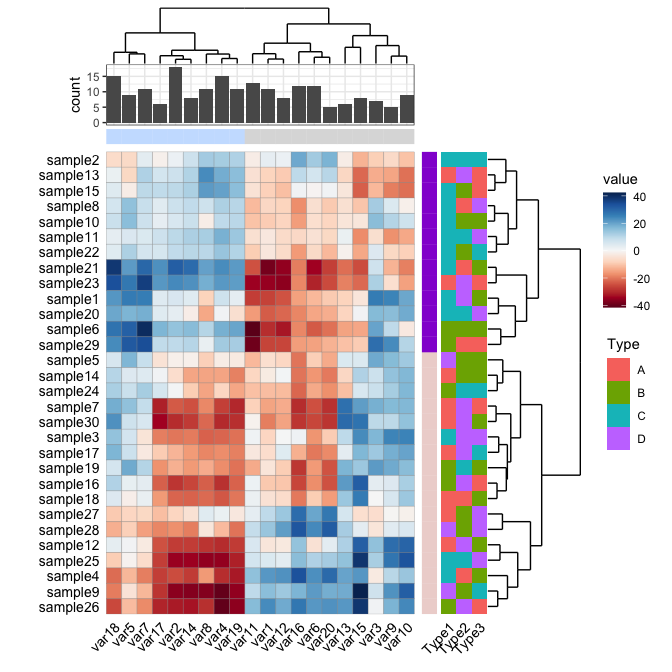 count
15
10
5
0
sample2
sample13
sample15
sample8
sample10
sample11
sample22
sample21
sample23
sample1
sample20
sample6
sample29
sample5
sample14
sample24
sample7
sample30
sample3
sample17
sample19
sample16
sample18
sample27
sample28
sample12
sample25
sample4
sample9
sample26
var18 var5 var7 var17 var2 var14 var8 var4 var19 var11 var1 var12 var16 var6 var20 var13 var15 var3 var9 var10
Type1 Type2 Type3
value
40
20
0
-20
-40
Type
A
B
C
D